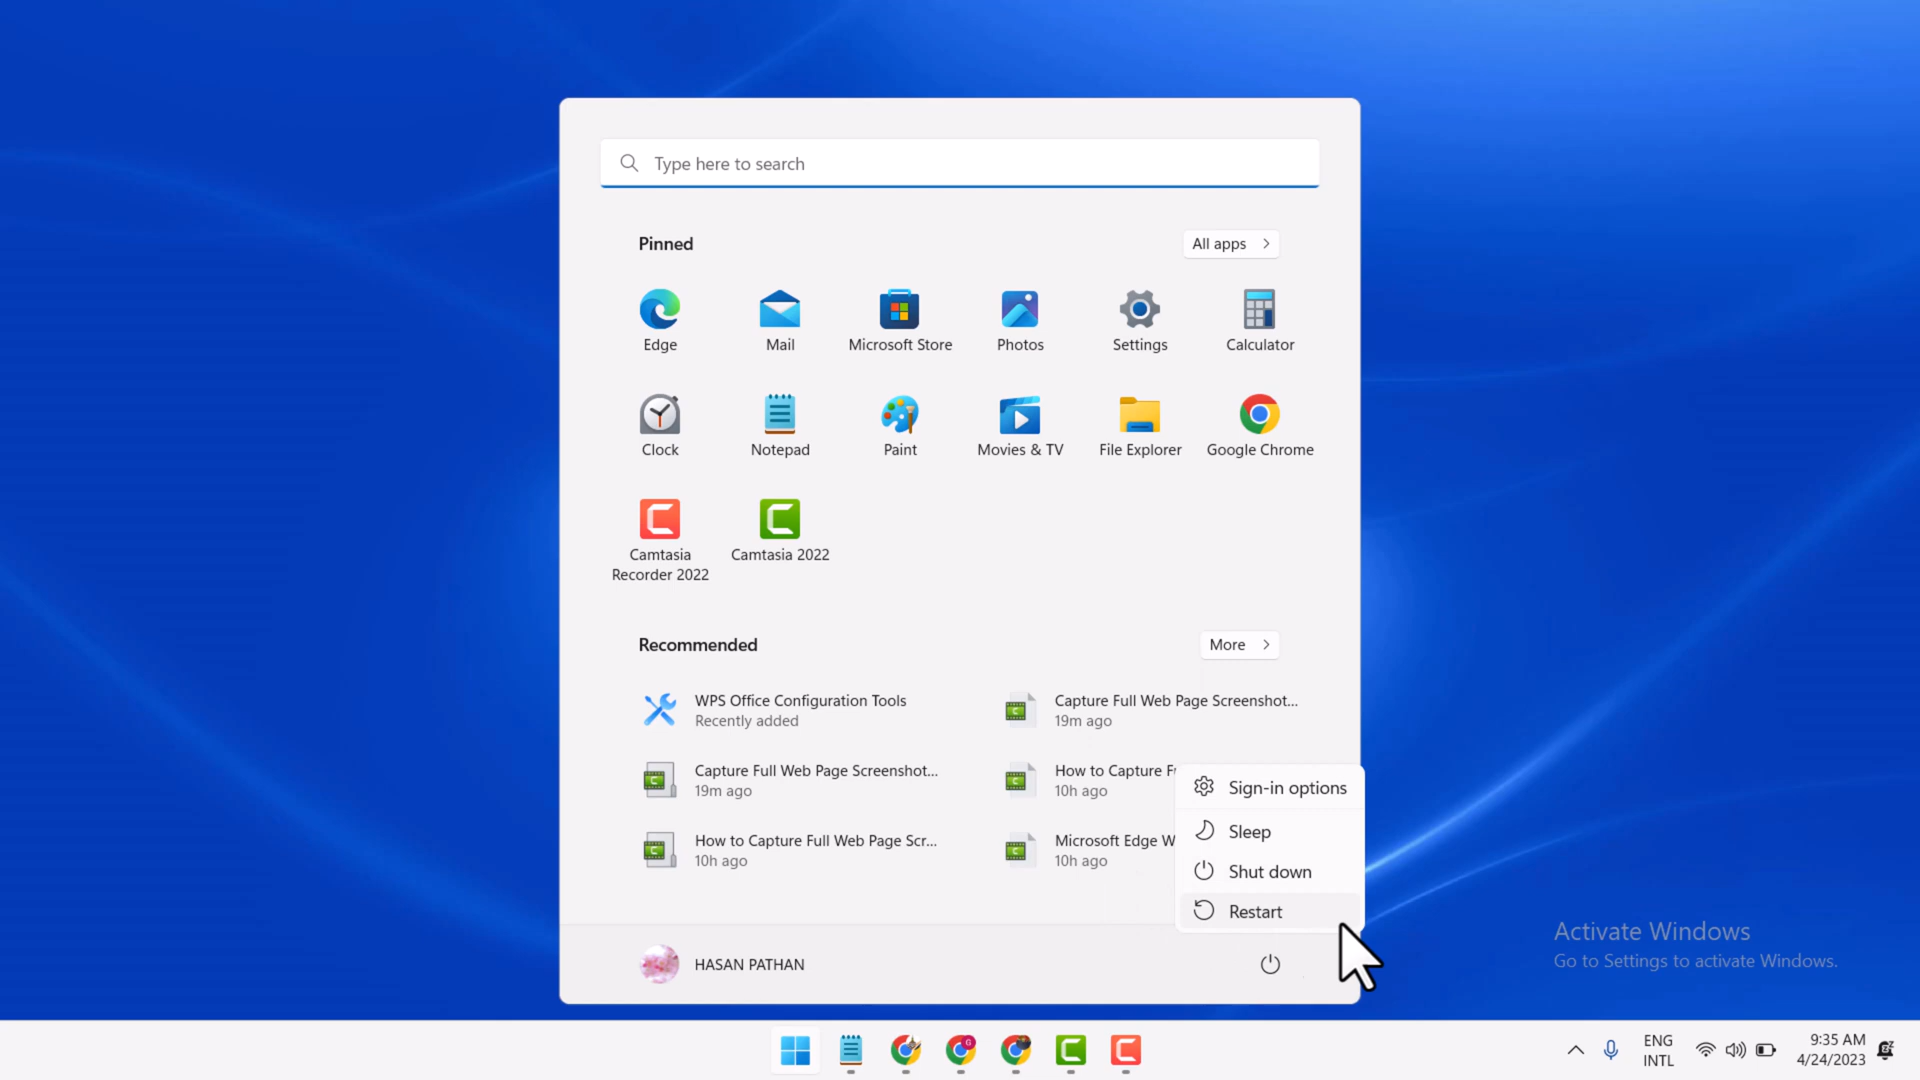 Type here to search
Pinned
All apps
Edge
Mail
Microsoft Store
Photos
Settings
Calculator
Clock
Notepad
Paint
Movies & TV
File Explorer
Google Chrome
Camtasia
Recorder 2022
Camtasia 2022
Recommended
More
WPS Office Configuration Tools
Recently added
Capture Full Web Page Screenshot...
19m ago
Capture Full Web Page Screenshot...
19m ago
How to Capture F
10h ago
How to Capture Full Web Page Scr...
10h ago
Microsoft Edge W
10h ago
Sign-in options
Sleep
Shut down
Restart
HASAN PATHAN
Activate Windows
Go to Settings to activate Windows.
ENG
INTL
9:35 AM
4/24/2023